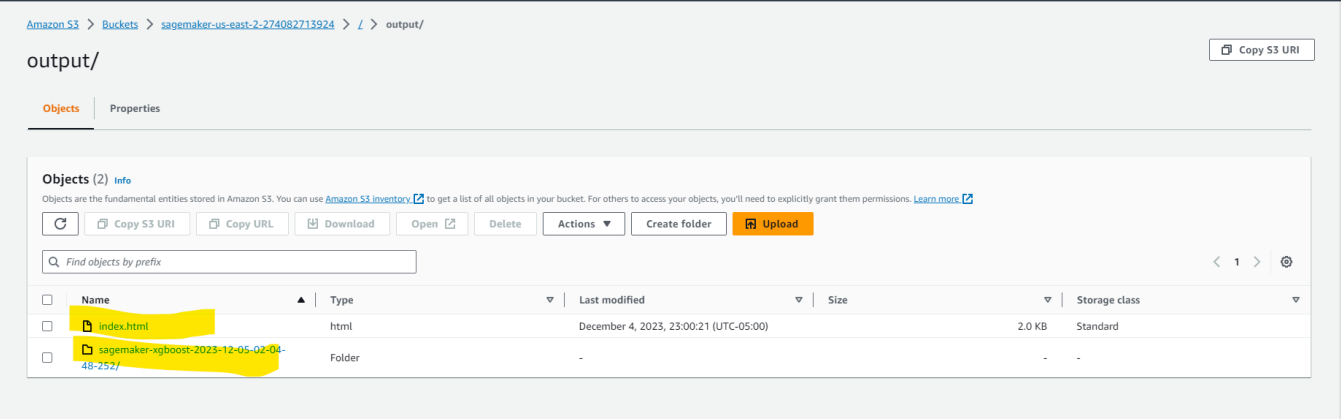 Amazon S3 > Buckets > sagemaker-us-east-2-274082713924 > / > output/
output/
Copy S3 URI
Objects
Properties
Objects (2) Info
Objects are the fundamental entities stored in Amazon S3. You can use Amazon S3 inventory to get a list of all objects in your bucket. For others to access your objects, you'll need to explicitly grant them permissions. Learn more
Copy S3 URI Copy URL Download Open Delete Actions Create folder Upload
Find objects by prefix
1
Name Type Last modified Size Storage class
index.html html December 4, 2023, 23:00:21 (UTC-05:00) 2.0 KB Standard
sagemaker-xgboost-2023-12-05-02-04-
48-252/ Folder - - -